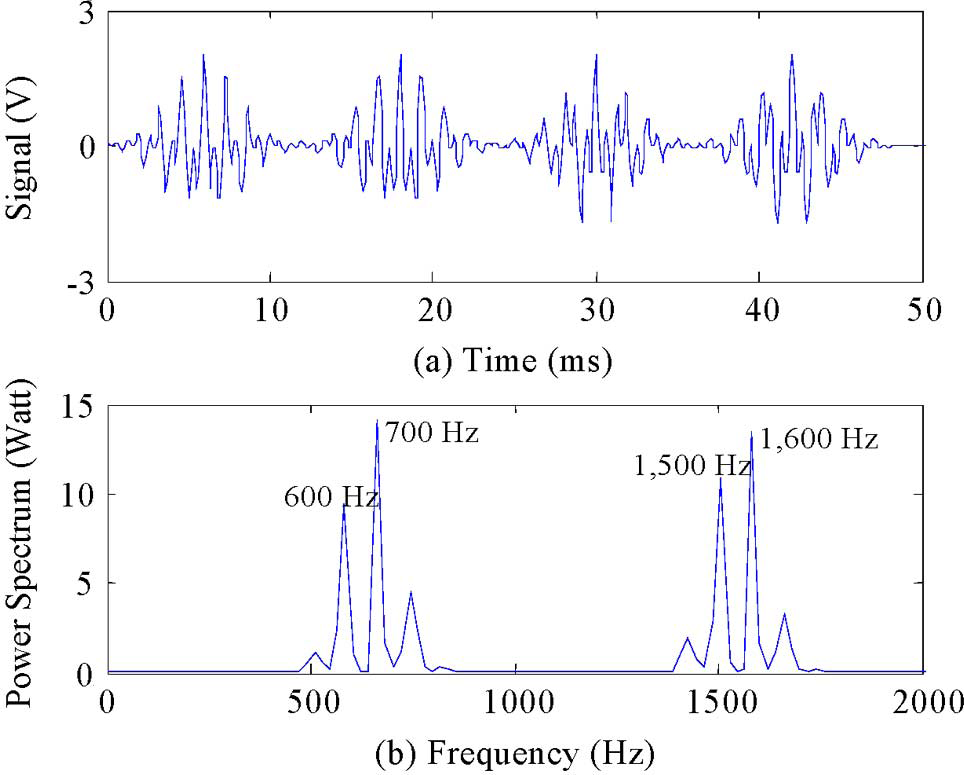 3
0
-3
Signal (V)
0 10 20 30 40 50
(a) Time (ms)
15
10
5
0
Power Spectrum (Watt)
700 Hz
600 Hz
1,600 Hz
1,500 Hz
0 500 1000 1500 2000
(b) Frequency (Hz)